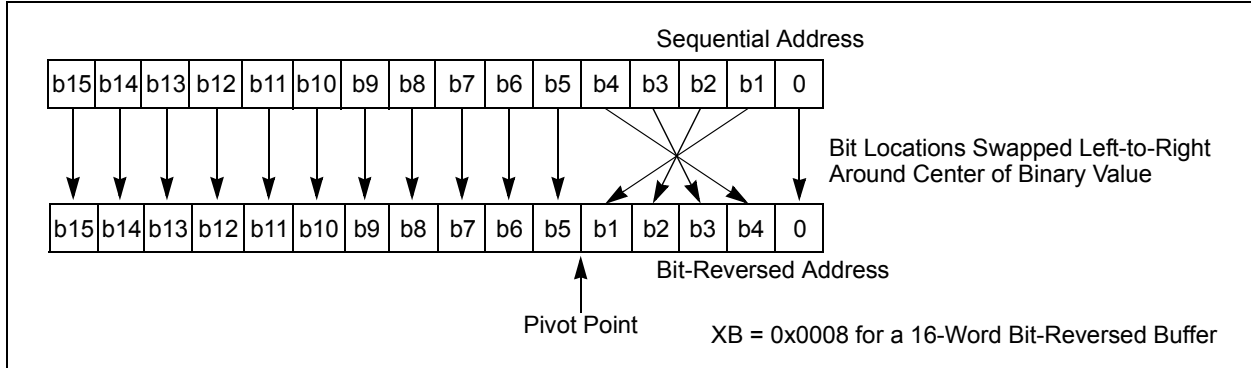 Sequential Address
b15 b14 b13 b12 b11 b10 b9 b8 b7 b6 b5 b4 b3 b2 b1 0
Bit Locations Swapped Left-to-Right
Around Center of Binary Value
b15 b14 b13 b12 b11 b10 b9 b8 b7 b6 b5 b1 b2 b3 b4 0
Bit-Reversed Address
Pivot Point
XB = 0x0008 for a 16-Word Bit-Reversed Buffer